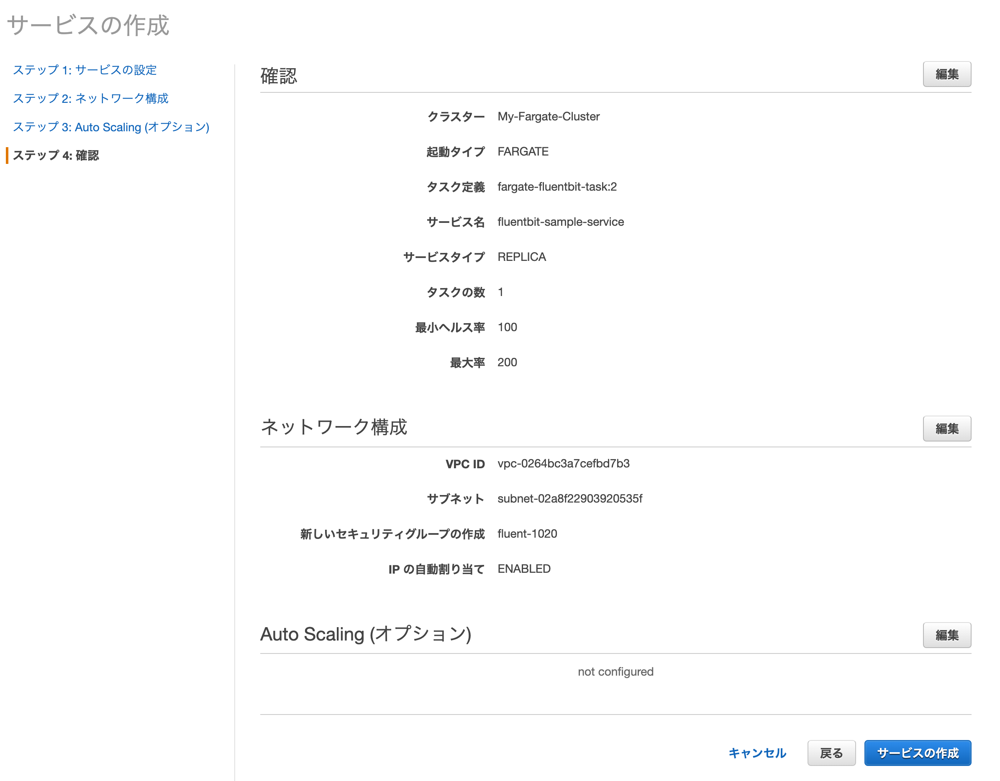 サービスの作成
ステップ 1: サービスの設定
ステップ 2: ネットワーク構成
ステップ 3: Auto Scaling (オプション)
ステップ 4: 確認
確認
編集
クラスター My-Fargate-Cluster
起動タイプ FARGATE
タスク定義 fargate-fluentbit-task:2
サービス名 fluentbit-sample-service
サービスタイプ REPLICA
タスクの数 1
最小ヘルス率 100
最大率 200
ネットワーク構成
編集
VPC ID vpc-0264bc3a7cefbd7b3
サブネット subnet-02a8f22903920535f
新しいセキュリティグループの作成 fluent-1020
IP の自動割り当て ENABLED
Auto Scaling (オプション)
編集
not configured
キャンセル 戻る サービスの作成